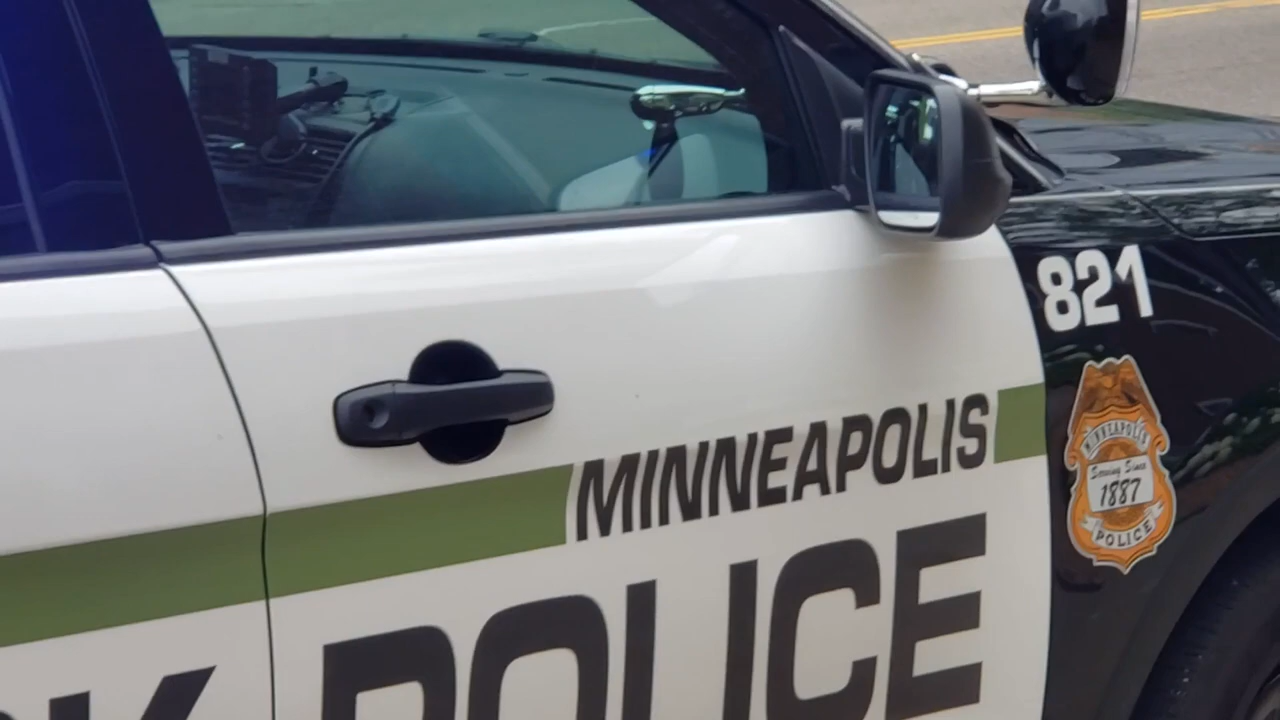 821
MINNEAPOLIS
MINNEAPOLIS
Serving Since
1887
POLICE
K POLICE